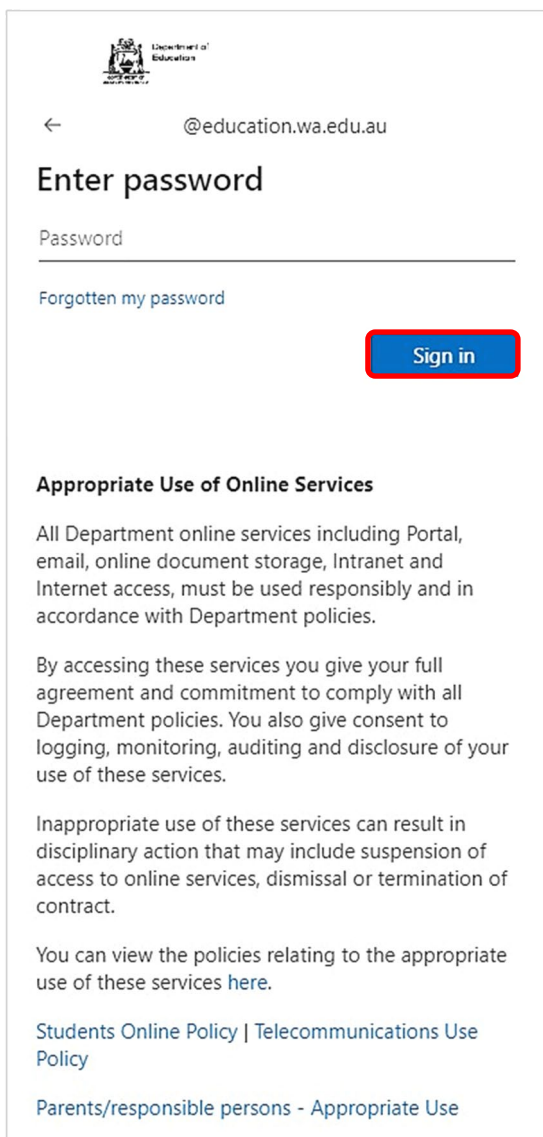 Department of
Education
← @education.wa.edu.au
Enter password
Password
Forgotten my password
Sign in
Appropriate Use of Online Services
All Department online services including Portal,
email, online document storage, Intranet and
Internet access, must be used responsibly and in
accordance with Department policies.
By accessing these services you give your full
agreement and commitment to comply with all
Department policies. You also give consent to
logging, monitoring, auditing and disclosure of your
use of these services.
Inappropriate use of these services can result in
disciplinary action that may include suspension of
access to online services, dismissal or termination of
contract.
You can view the policies relating to the appropriate
use of these services here.
Students Online Policy | Telecommunications Use
Policy
Parents/responsible persons - Appropriate Use